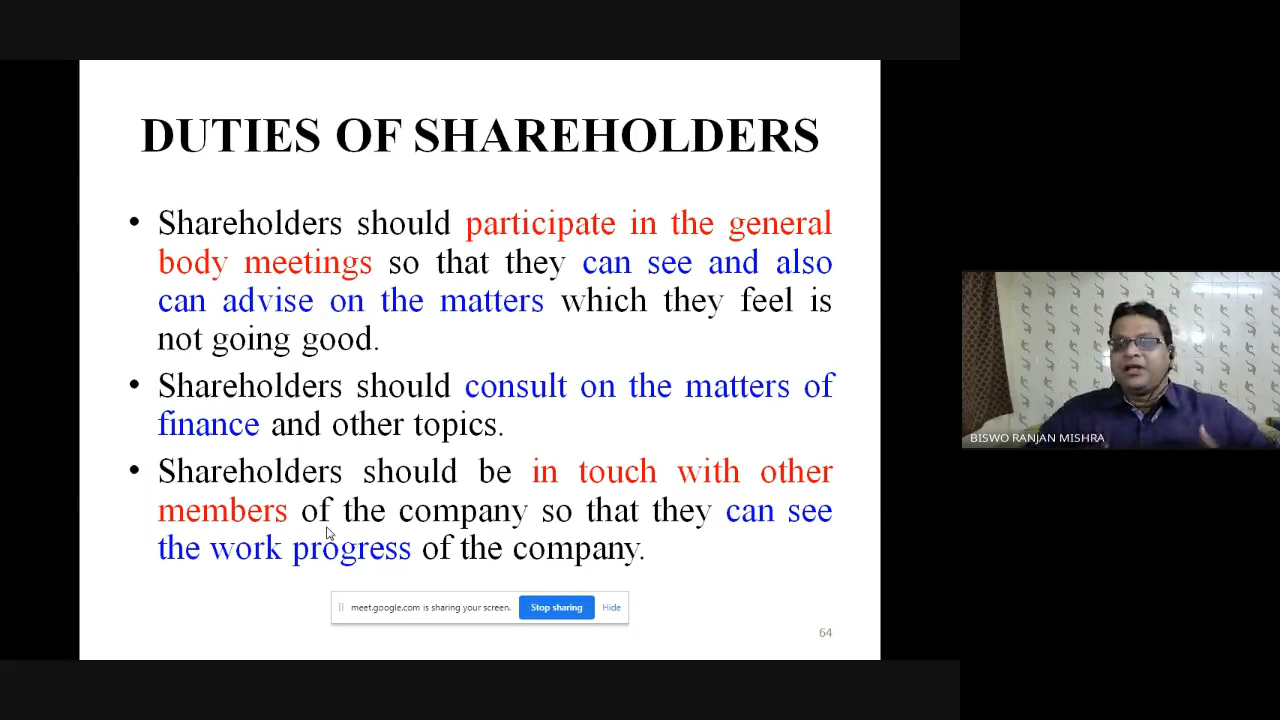 DUTIES OF SHAREHOLDERS
• Shareholders should participate in the general
body meetings so that they can see and also
can advise on the matters which they feel is
not going good.
• Shareholders should consult on the matters of
finance and other topics.
• Shareholders should be in touch with other
members of the company so that they can see
the work progress of the company.
meet.google.com is sharing your screen. Stop sharing Hide
64
BISWO RANJAN MISHRA